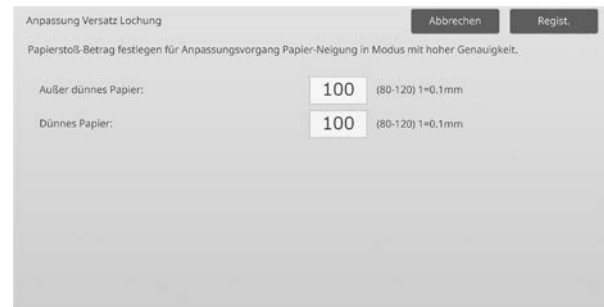 Anpassung Versatz Lochung Abbrechen Regist.
Papierstoß-Betrag festlegen für Anpassungsvorgang Papier-Neigung in Modus mit hoher Genauigkeit.
Außer dünnes Papier: 100 (80-120) 1=0.1mm
Dünnes Papier: 100 (80-120) 1=0.1mm